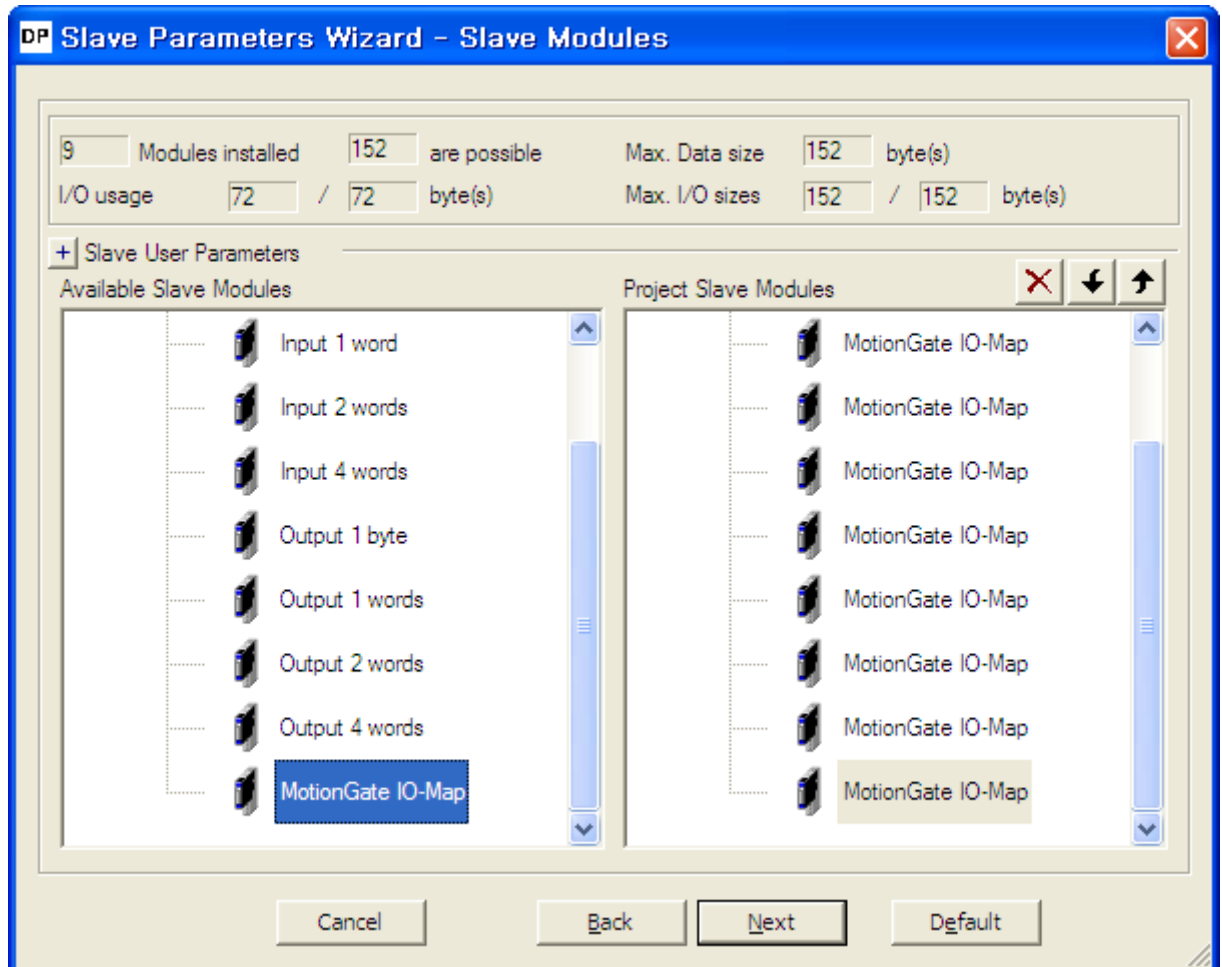 DP Slave Parameters Wizard - Slave Modules
9 Modules installed 152 are possible Max. Data size 152 byte(s)
I/O usage 72 / 72 byte(s) Max. I/O sizes 152 / 152 byte(s)
+ Slave User Parameters
Available Slave Modules
Input 1 word
Input 2 words
Input 4 words
Output 1 byte
Output 1 words
Output 2 words
Output 4 words
MotionGate IO-Map
Project Slave Modules
MotionGate IO-Map
MotionGate IO-Map
MotionGate IO-Map
MotionGate IO-Map
MotionGate IO-Map
MotionGate IO-Map
MotionGate IO-Map
MotionGate IO-Map
Cancel Back Next Default